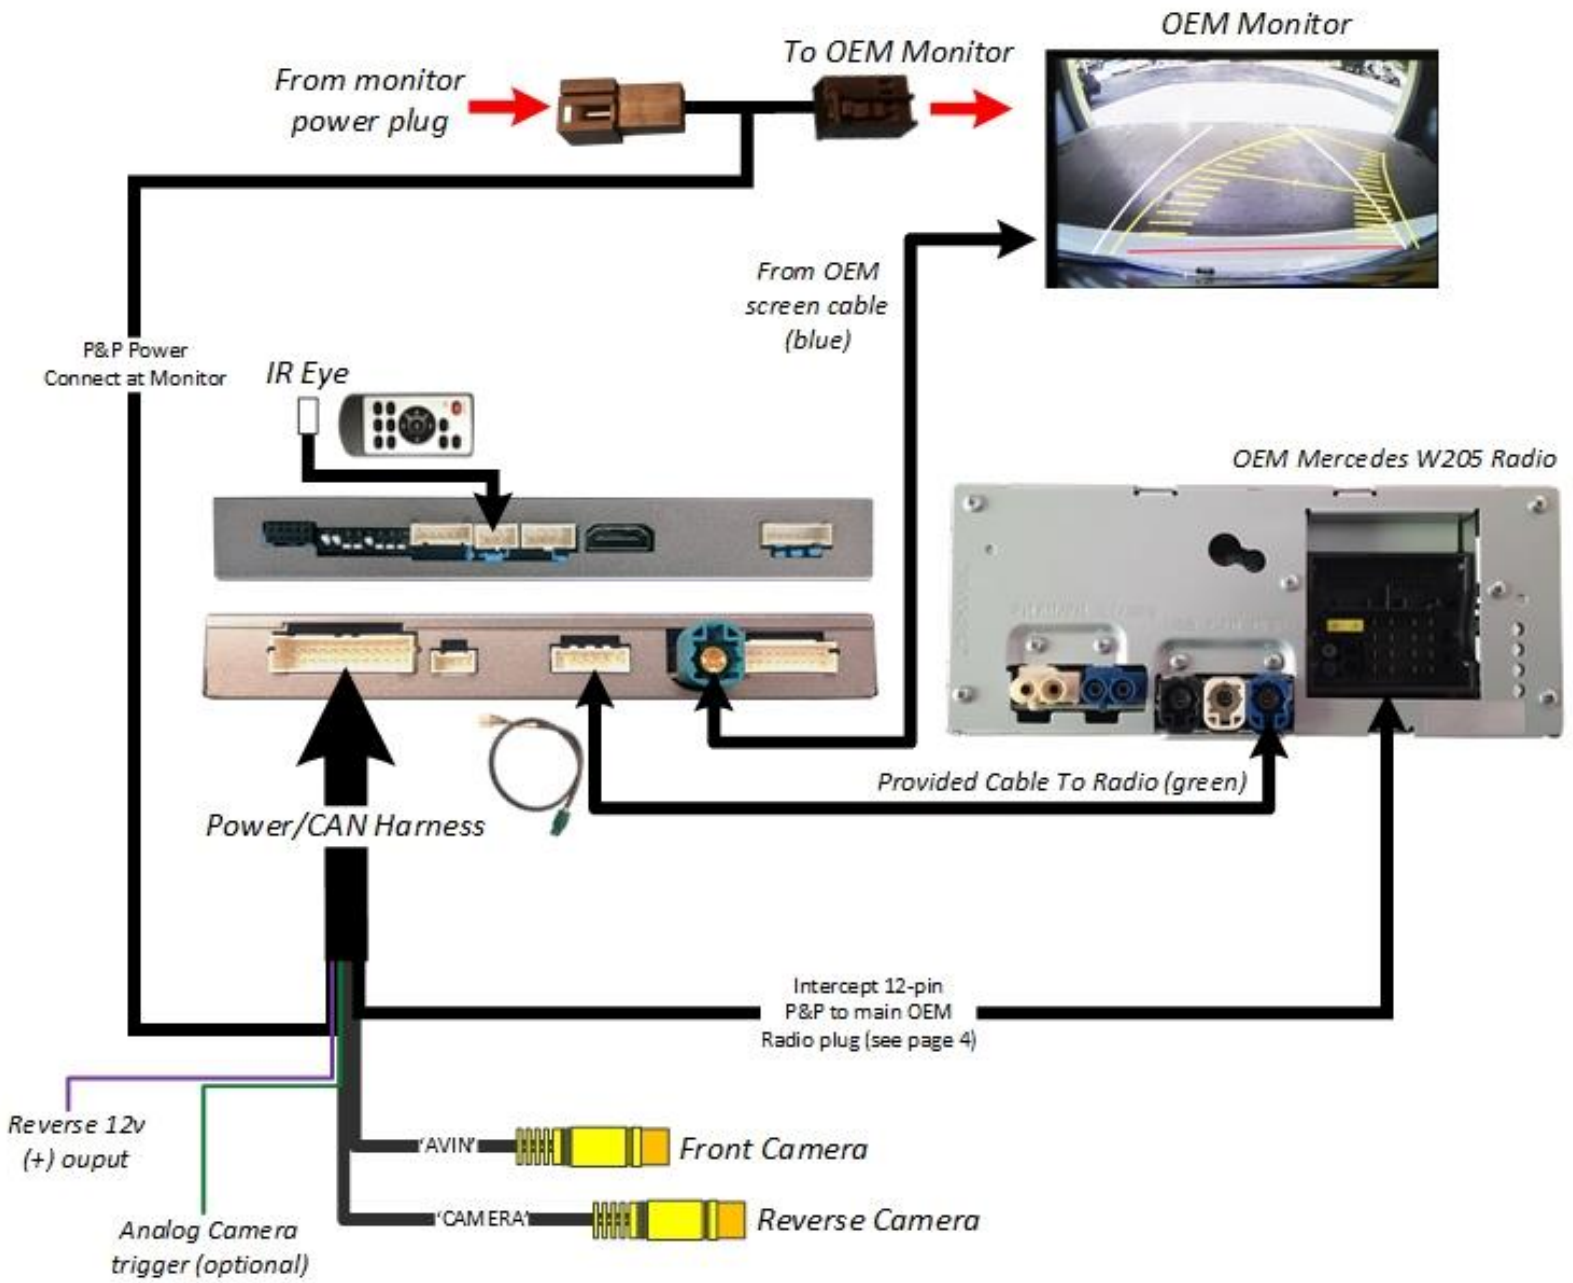 OEM Monitor
To OEM Monitor
From monitor
power plug
From OEM
screen cable
(blue)
P&P Power
Connect at Monitor
IR Eye
OEM Mercedes W205 Radio
Provided Cable To Radio (green)
Power/CAN Harness
Intercept 12-pin
P&P to main OEM
Radio plug (see page 4)
Reverse 12v
(+) ouput
'AVIN'
Front Camera
'CAMERA'
Reverse Camera
Analog Camera
trigger (optional)